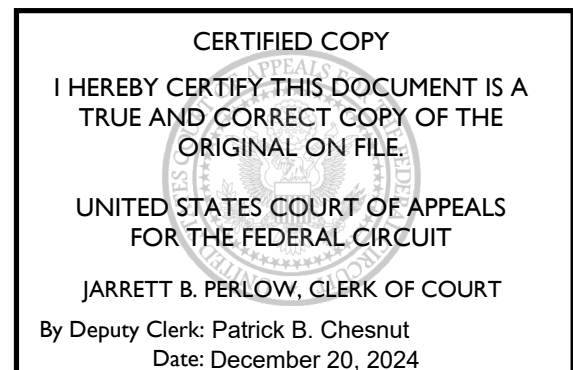 CERTIFIED COPY
I HEREBY CERTIFY THIS DOCUMENT IS A
TRUE AND CORRECT COPY OF THE
ORIGINAL ON FILE.
UNITED STATES COURT OF APPEALS
FOR THE FEDERAL CIRCUIT
JARRETT B. PERLOW, CLERK OF COURT
By Deputy Clerk: Patrick B. Chesnut
Date: December 20, 2024